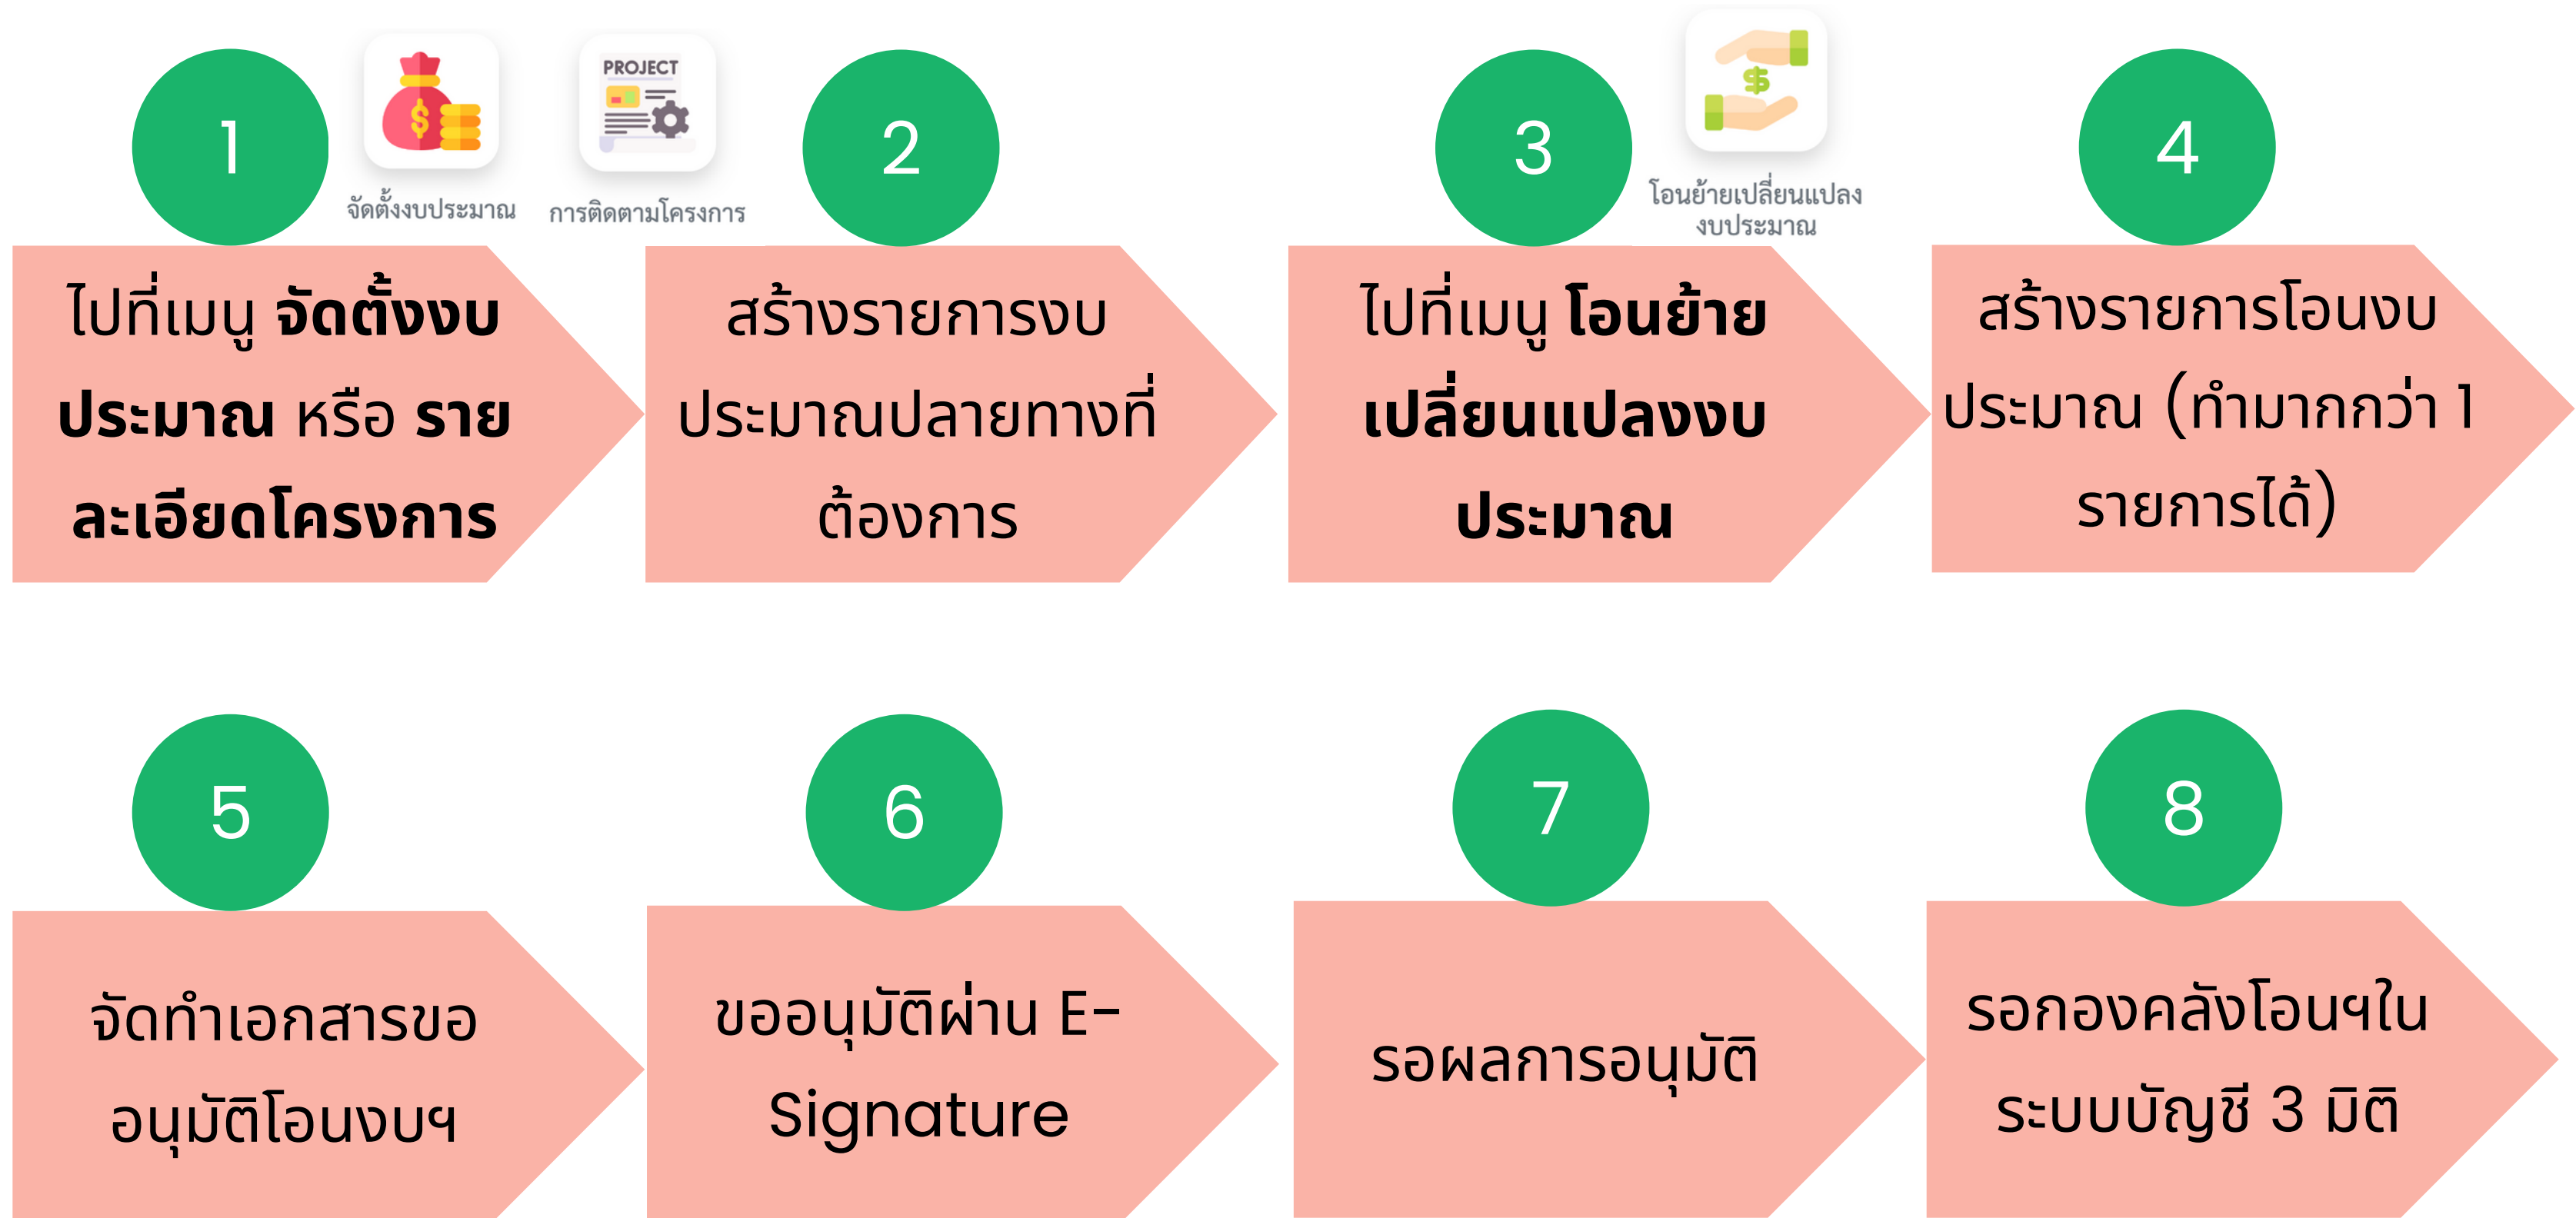 1
PROJECT
จัดตั้งงบประมาณ
การติดตามโครงการ
ไปที่เมนู จัดตั้งงบ
ประมาณ หรือ ราย
ละเอียดโครงการ
2
สร้างรายการงบ
ประมาณปลายทางที่
ต้องการ
3
$
โอนย้ายเปลี่ยนแปลง
งบประมาณ
ไปที่เมนู โอนย้าย
เปลี่ยนแปลงงบ
ประมาณ
4
สร้างรายการโอนงบ
ประมาณ (ทำมากกว่า 1
รายการได้)
5
จัดทำเอกสารขอ
อนุมัติโอนงบฯ
6
ขออนุมัติผ่าน E-
Signature
7
รอผลการอนุมัติ
8
รอกองคลังโอนฯใน
ระบบบัญชี 3 มิติ